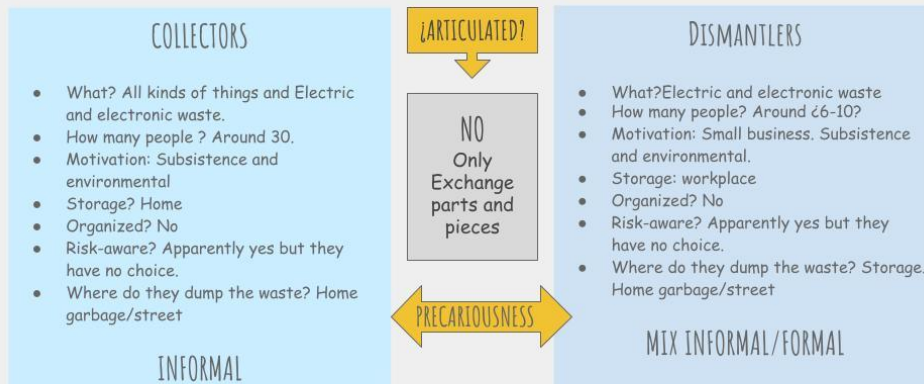 COLLECTORS
● What? All kinds of things and Electric
and electronic waste.
● How many people ? Around 30.
● Motivation: Subsistence and
environmental
● Storage? Home
● Organized? No
● Risk-aware? Apparently yes but they
have no choice.
● Where do they dump the waste? Home
garbage/street
INFORMAL
¿ARTICULATED?
NO
Only
Exchange
parts and
pieces
PRECARIOUSNESS
DISMANTLERS
● What?Electric and electronic waste
● How many people? Around ¿6-10?
● Motivation: Small business. Subsistence
and environmental.
● Storage: workplace
● Organized? No
● Risk-aware? Apparently yes but they
have no choice.
● Where do they dump the waste? Storage.
Home garbage/street
MIX INFORMAL/FORMAL